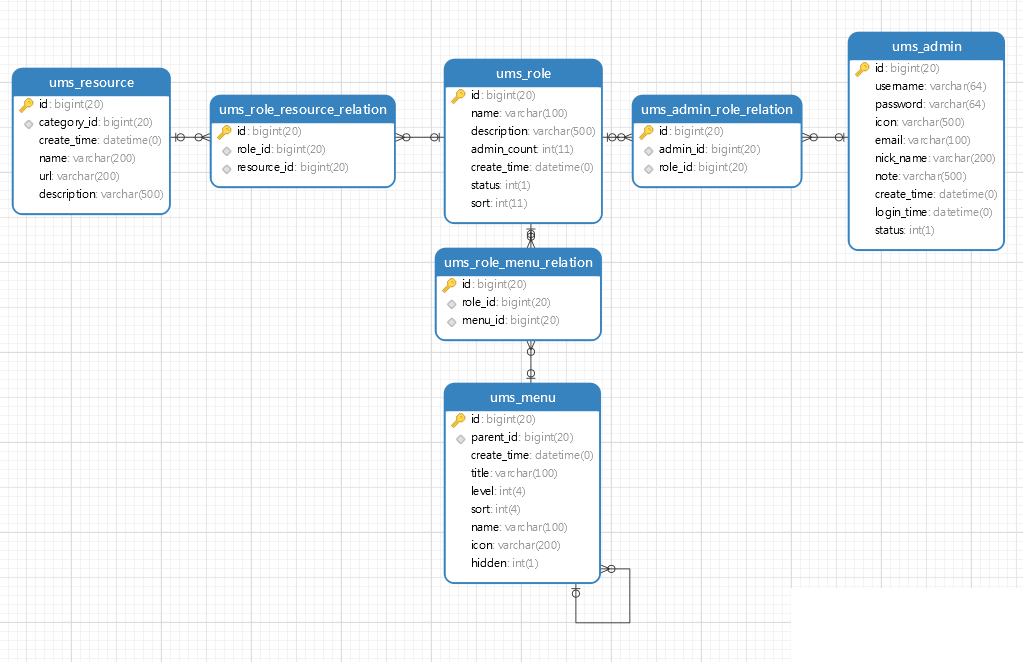 ums_resource
id: bigint(20)
category_id: bigint(20)
create_time: datetime(0)
name: varchar(200)
url: varchar(200)
description: varchar(500)
ums_role_resource_relation
id: bigint(20)
role_id: bigint(20)
resource_id: bigint(20)
ums_role
id: bigint(20)
name: varchar(100)
description: varchar(500)
admin_count: int(11)
create_time: datetime(0)
status: int(1)
sort: int(11)
ums_admin_role_relation
id: bigint(20)
admin_id: bigint(20)
role_id: bigint(20)
ums_admin
id: bigint(20)
username: varchar(64)
password: varchar(64)
icon: varchar(500)
email: varchar(100)
nick_name: varchar(200)
note: varchar(500)
create_time: datetime(0)
login_time: datetime(0)
status: int(1)
ums_role_menu_relation
id: bigint(20)
role_id: bigint(20)
menu_id: bigint(20)
ums_menu
id: bigint(20)
parent_id: bigint(20)
create_time: datetime(0)
title: varchar(100)
level: int(4)
sort: int(4)
name: varchar(100)
icon: varchar(200)
hidden: int(1)